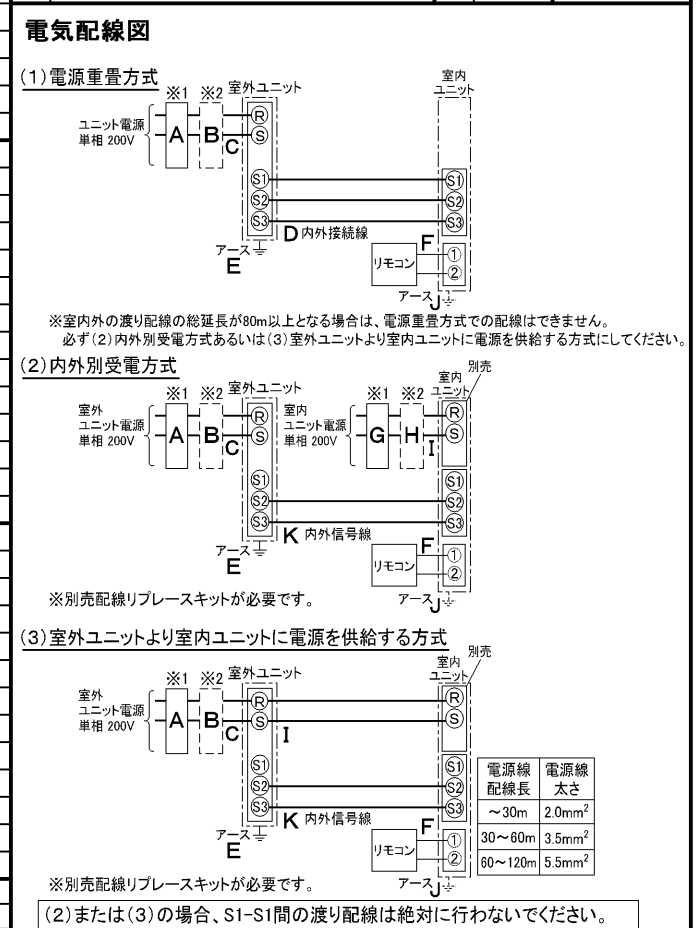 電気配線図
(1)電源重畳方式
※1 ※2 室外ユニット
室内
ユニット
ユニット電源
単相 200V
A B C
R
S
S1 S1
S2 S2
S3 S3
D 内外接続線
アース
E
リモコン
F
①
②
アース J
※室内外の渡り配線の総延長が80m以上となる場合は、電源重畳方式での配線はできません。
必ず(2)内外別受電方式あるいは(3)室外ユニットより室内ユニットに電源を供給する方式にしてください。
(2)内外別受電方式
※1 ※2 室外ユニット
※1 ※2
室内
ユニット
別売
室外
ユニット電源
単相 200V
A B C
R
S
室内
ユニット電源
単相 200V
G H I
R
S
S1 S1
S2 S2
S3 S3
K 内外信号線
アース
E
リモコン
F
①
②
アース J
※別売配線リプレースキットが必要です。
(3)室外ユニットより室内ユニットに電源を供給する方式
※1 ※2 室外ユニット
室内
ユニット
別売
室外
ユニット電源
単相 200V
A B C
R R
S S
I
S1 S1
S2 S2
S3 S3
K 内外信号線
アース
E
リモコン
F
①
②
アース J
電源線配線長 電源線太さ
～30m 2.0mm²
30～60m 3.5mm²
60～120m 5.5mm²
※別売配線リプレースキットが必要です。
(2)または(3)の場合、S1-S1間の渡り配線は絶対に行わないでください。